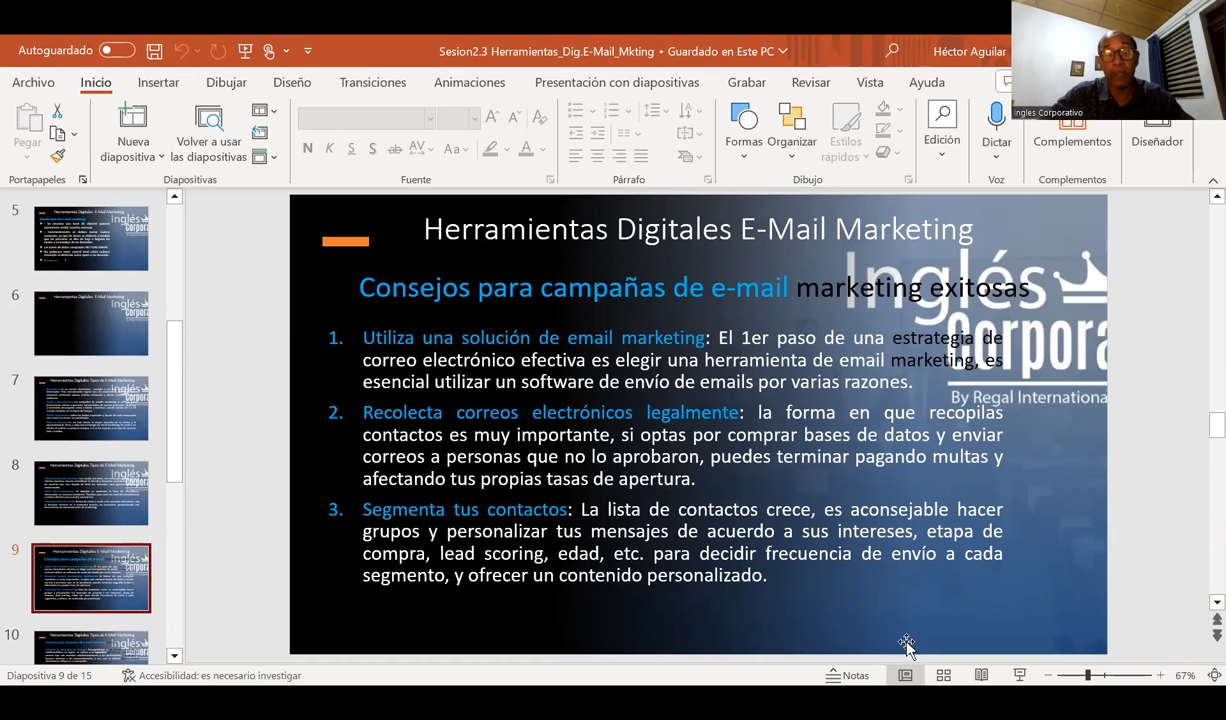 Autoguardado
Sesion2.3 Herramientas_Dig.E-Mail_Mkting • Guardado en Este PC
Héctor Aguilar
Archivo Inicio Insertar Dibujar Diseño Transiciones Animaciones Presentación con diapositivas Grabar Revisar Vista Ayuda
Ingles Corporativo
Pegar
Nueva diapositiva
Volver a usar las diapositivas
N K S S ab AV Aa A
Formas
Organizar
Estilos rápidos
Edición
Dictar
Complementos
Diseñador
Portapapeles
Diapositivas
Fuente
Párrafo
Dibujo
Voz
Complementos
5
6
7
8
9
10
Herramientas Digitales E-Mail Marketing
Consejos para campañas de e-mail marketing exitosas
1. Utiliza una solución de email marketing: El 1er paso de una estrategia de
correo electrónico efectiva es elegir una herramienta de email marketing, es
esencial utilizar un software de envío de emails por varias razones.
2. Recolecta correos electrónicos legalmente: la forma en que recopilas
contactos es muy importante, si optas por comprar bases de datos y enviar
correos a personas que no lo aprobaron, puedes terminar pagando multas y
afectando tus propias tasas de apertura.
3. Segmenta tus contactos: La lista de contactos crece, es aconsejable hacer
grupos y personalizar tus mensajes de acuerdo a sus intereses, etapa de
compra, lead scoring, edad, etc. para decidir frecuencia de envío a cada
segmento, y ofrecer un contenido personalizado.
Inglés
Corpora
By Regal Internationa
Diapositiva 9 de 15
Accesibilidad: es necesario investigar
Notas
67%